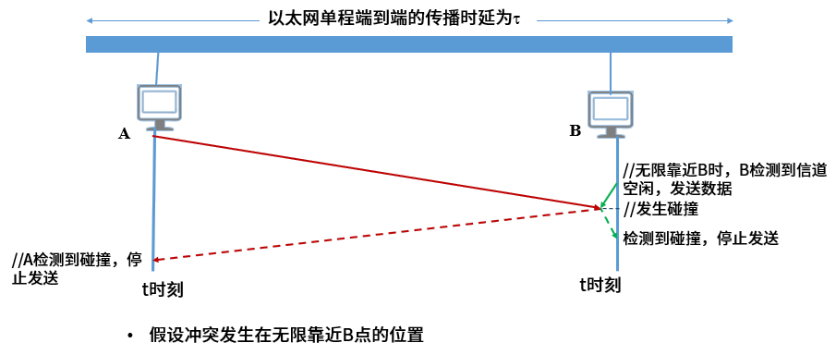 以太网单程端到端的传播时延为τ
A
B
//无限靠近B时，B检测到信道
空闲，发送数据
//发生碰撞
检测到碰撞，停止发送
//A检测到碰撞，停
止发送
t时刻
t时刻
• 假设冲突发生在无限靠近B点的位置